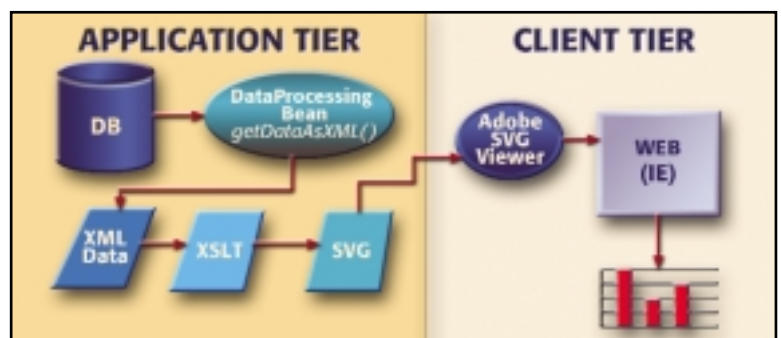 APPLICATION TIER
CLIENT TIER
DB
DataProcessing
Bean
getDataAsXML()
Adobe
SVG
Viewer
WEB
(IE)
XML
Data
XSLT
SVG